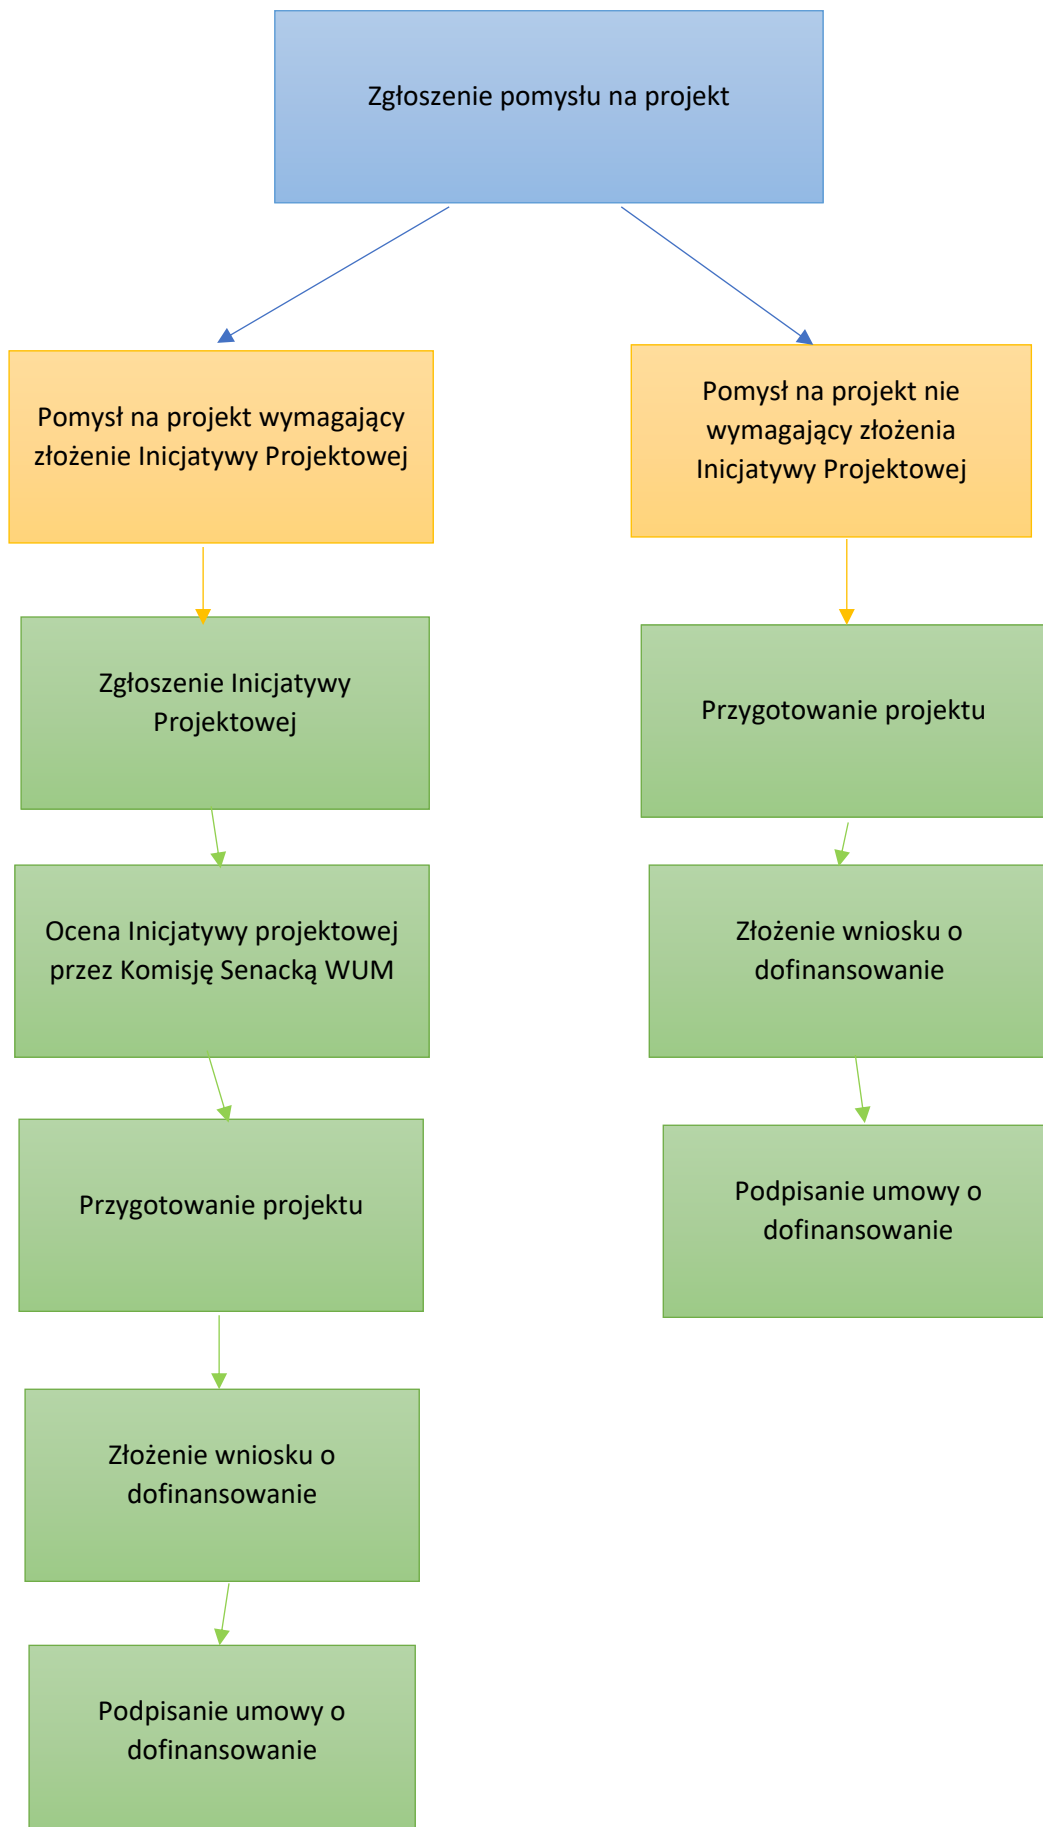 Zgłoszenie pomysłu na projekt
Pomysł na projekt wymagający
złożenie Inicjatywy Projektowej
Pomysł na projekt nie
wymagający złożenia
Inicjatywy Projektowej
Zgłoszenie Inicjatywy
Projektowej
Przygotowanie projektu
Ocena Inicjatywy projektowej
przez Komisję Senacką WUM
Złożenie wniosku o
dofinansowanie
Przygotowanie projektu
Podpisanie umowy o
dofinansowanie
Złożenie wniosku o
dofinansowanie
Podpisanie umowy o
dofinansowanie